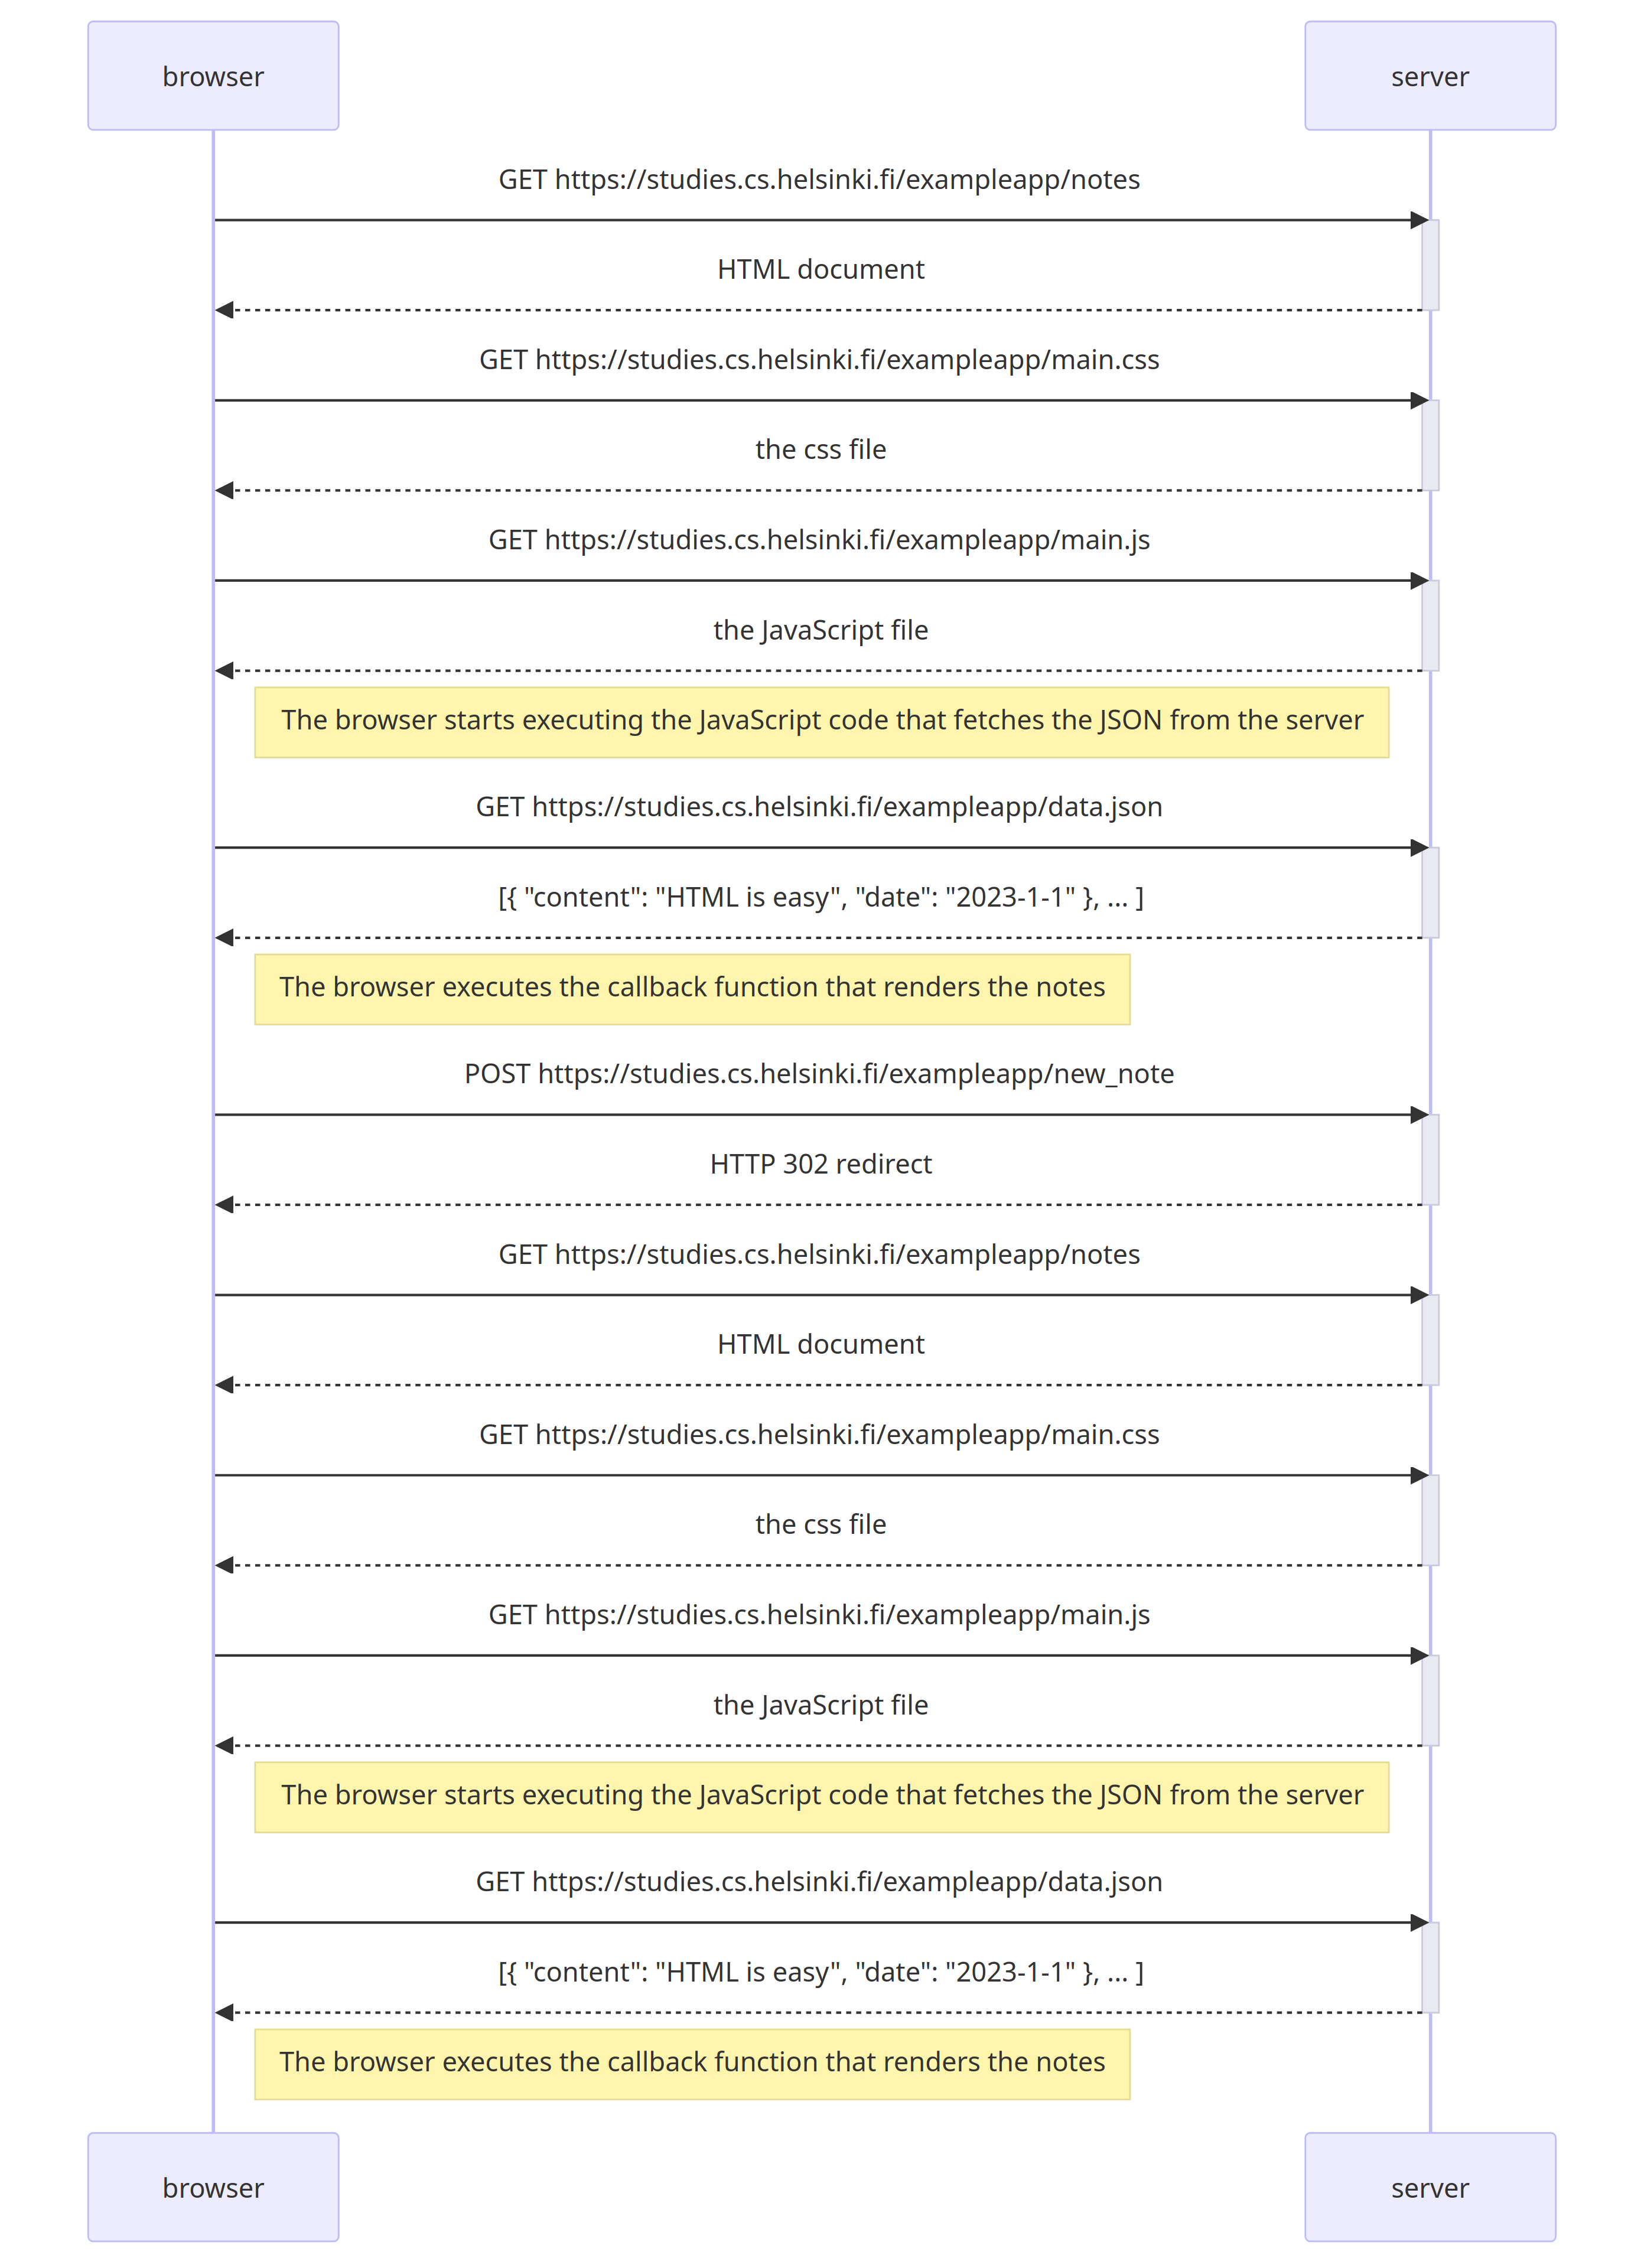 browser server
GET https://studies.cs.helsinki.fi/exampleapp/notes
HTML document
GET https://studies.cs.helsinki.fi/exampleapp/main.css
the css file
GET https://studies.cs.helsinki.fi/exampleapp/main.js
the JavaScript file
The browser starts executing the JavaScript code that fetches the JSON from the server
GET https://studies.cs.helsinki.fi/exampleapp/data.json
[{ "content": "HTML is easy", "date": "2023-1-1" }, ... ]
The browser executes the callback function that renders the notes
POST https://studies.cs.helsinki.fi/exampleapp/new_note
HTTP 302 redirect
GET https://studies.cs.helsinki.fi/exampleapp/notes
HTML document
GET https://studies.cs.helsinki.fi/exampleapp/main.css
the css file
GET https://studies.cs.helsinki.fi/exampleapp/main.js
the JavaScript file
The browser starts executing the JavaScript code that fetches the JSON from the server
GET https://studies.cs.helsinki.fi/exampleapp/data.json
[{ "content": "HTML is easy", "date": "2023-1-1" }, ... ]
The browser executes the callback function that renders the notes
browser server